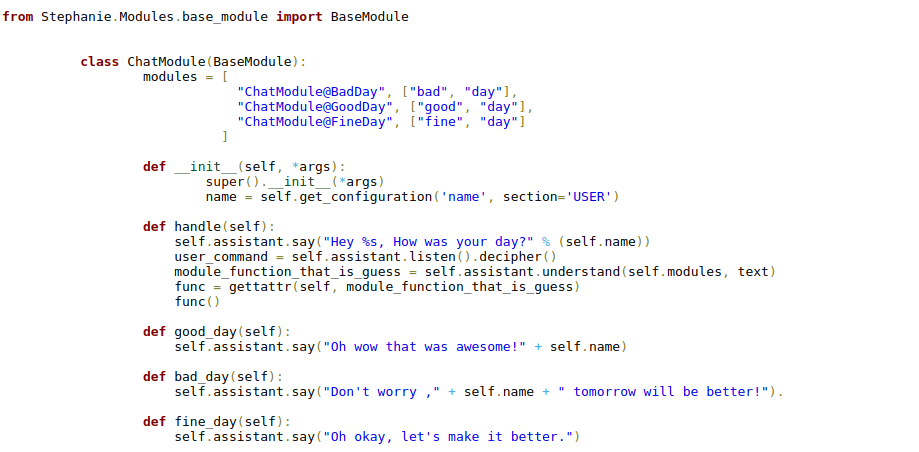 from Stephanie.Modules.base_module import BaseModule
class ChatModule(BaseModule):
modules = [
"ChatModule@BadDay", ["bad", "day"],
"ChatModule@GoodDay", ["good", "day"],
"ChatModule@FineDay", ["fine", "day"]
]
def __init__(self, *args):
super().__init__(*args)
name = self.get_configuration('name', section='USER')
def handle(self):
self.assistant.say("Hey %s, How was your day?" % (self.name))
user_command = self.assistant.listen().decipher()
module_function_that_is_guess = self.assistant.understand(self.modules, text)
func = gettattr(self, module_function_that_is_guess)
func()
def good_day(self):
self.assistant.say("Oh wow that was awesome!" + self.name)
def bad_day(self):
self.assistant.say("Don't worry ," + self.name + " tomorrow will be better!").
def fine_day(self):
self.assistant.say("Oh okay, let's make it better.")